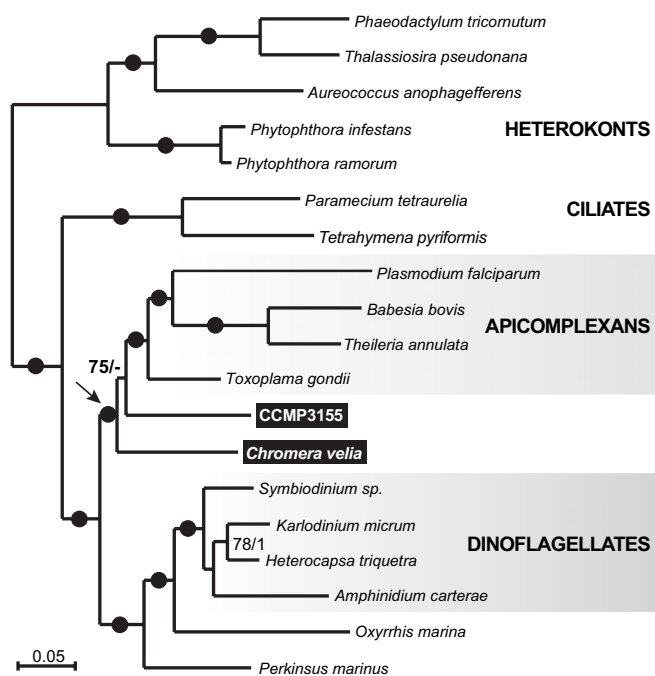 Phaeodactylum tricornutum
Thalassiosira pseudonana
Aureococcus anophagefferens
Phytophthora infestans
HETEROKONTS
Phytophthora ramorum
Paramecium tetraurelia
CILIATES
Tetrahymena pyriformis
Plasmodium falciparum
Babesia bovis
APICOMPLEXANS
Theileria annulata
75/-
Toxoplama gondii
CCMP3155
Chromera velia
Symbiodinium sp.
Karlodinium micrum
78/1
DINOFLAGELLATES
Heterocapsa triquetra
Amphinidium carterae
Oxyrrhis marina
0.05
Perkinsus marinus